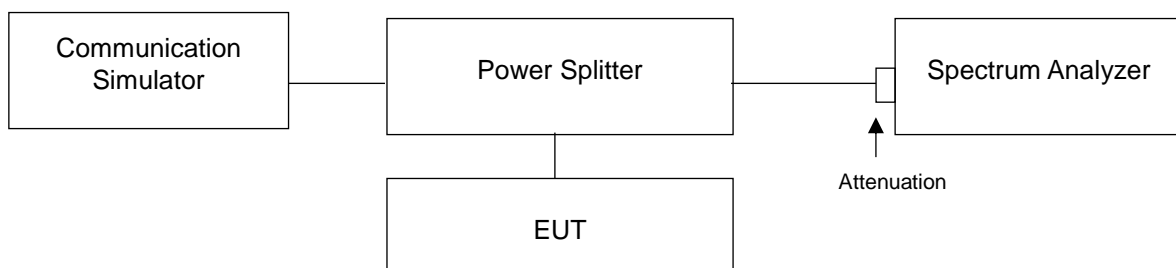 Communication
Simulator
Power Splitter
Spectrum Analyzer
Attenuation
EUT